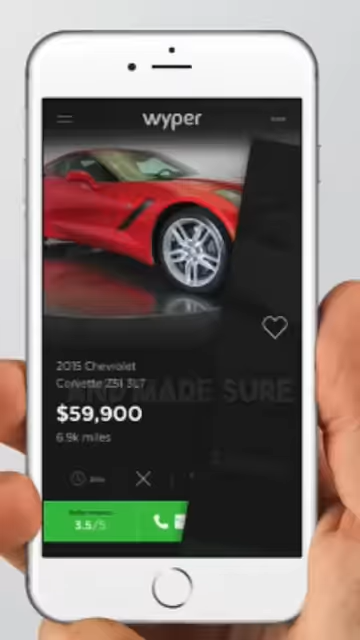 wyper
2015 Chevrolet
Corvette Z51 3LT
AND MADE SURE
$59,900
6.9k miles
3.5/5